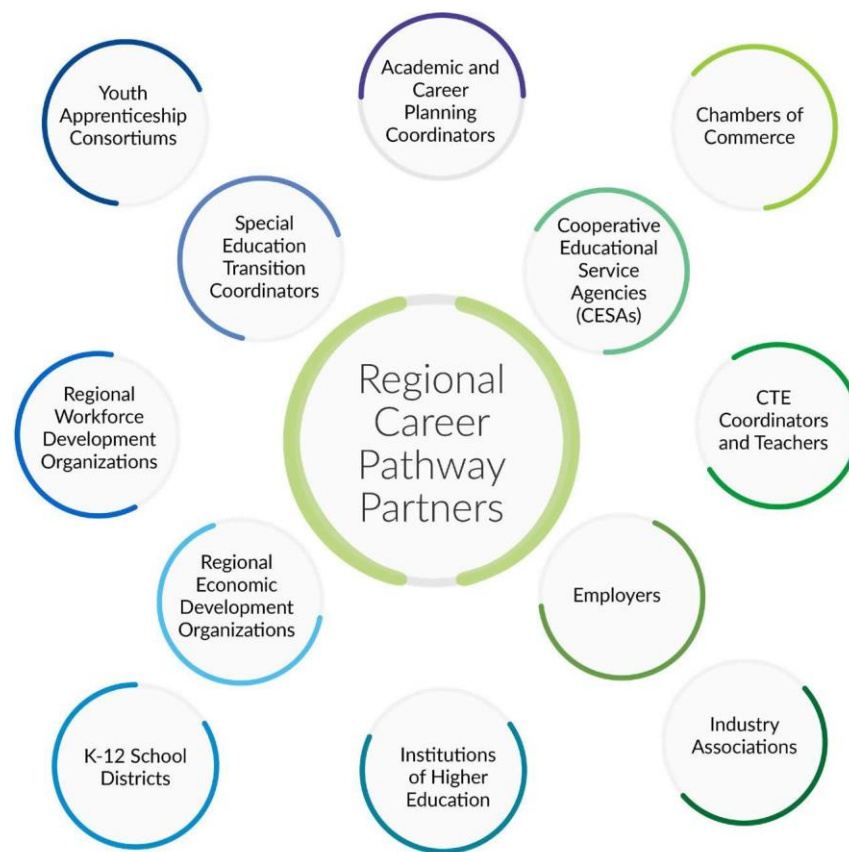 Youth
Apprenticeship
Consortiums
Academic and
Career
Planning
Coordinators
Chambers of
Commerce
Special
Education
Transition
Coordinators
Cooperative
Educational
Service
Agencies
(CESAs)
Regional
Career
Pathway
Partners
Regional
Workforce
Development
Organizations
CTE
Coordinators
and Teachers
Regional
Economic
Development
Organizations
Employers
K-12 School
Districts
Institutions
of Higher
Education
Industry
Associations